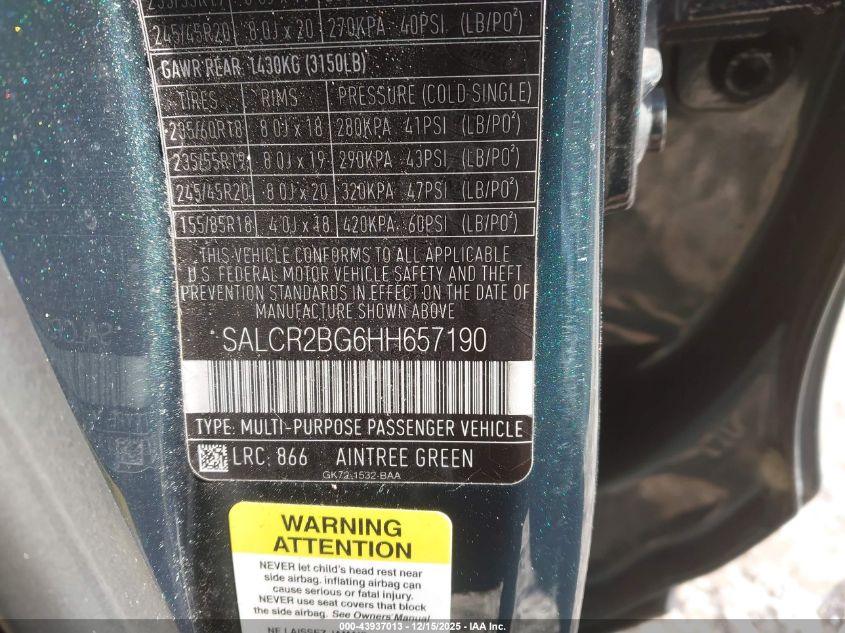 245/45R20 8.0J x 20 270KPA 40PSI (LB/PO²)
GAWR REAR 1430KG (3150LB)
TIRES RIMS PRESSURE (COLD-SINGLE)
235/60R18 8.0J x 18 280KPA 41PSI (LB/PO²)
235/55R19 8.0J x 19 290KPA 43PSI (LB/PO²)
245/45R20 8.0J x 20 320KPA 47PSI (LB/PO²)
155/85R18 4.0J x 18 420KPA 60PSI (LB/PO²)
THIS VEHICLE CONFORMS TO ALL APPLICABLE
U.S. FEDERAL MOTOR VEHICLE SAFETY AND THEFT
PREVENTION STANDARDS IN EFFECT ON THE DATE OF
MANUFACTURE SHOWN ABOVE
*SALCR2BG6HH657190
TYPE: MULTI-PURPOSE PASSENGER VEHICLE
LRC: 866 AINTREE GREEN
GK72-1532-BAA
WARNING
ATTENTION
NEVER let child's head rest near
side airbag. inflating airbag can
cause serious or fatal injury.
NEVER use seat covers that block
the side airbag. See Owners Manual
NE LAISSEZ JAMAIS
000-43937013 - 12/15/2025 - IAA Inc.